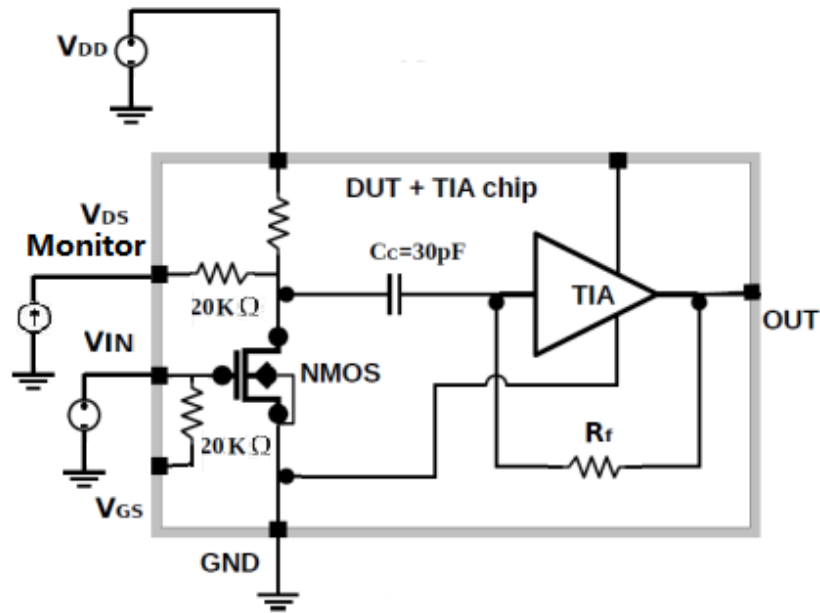 VDD
DUT + TIA chip
VDS
Monitor
Cc=30pF
20KΩ
TIA
OUT
VIN
NMOS
20KΩ
Rf
VGS
GND